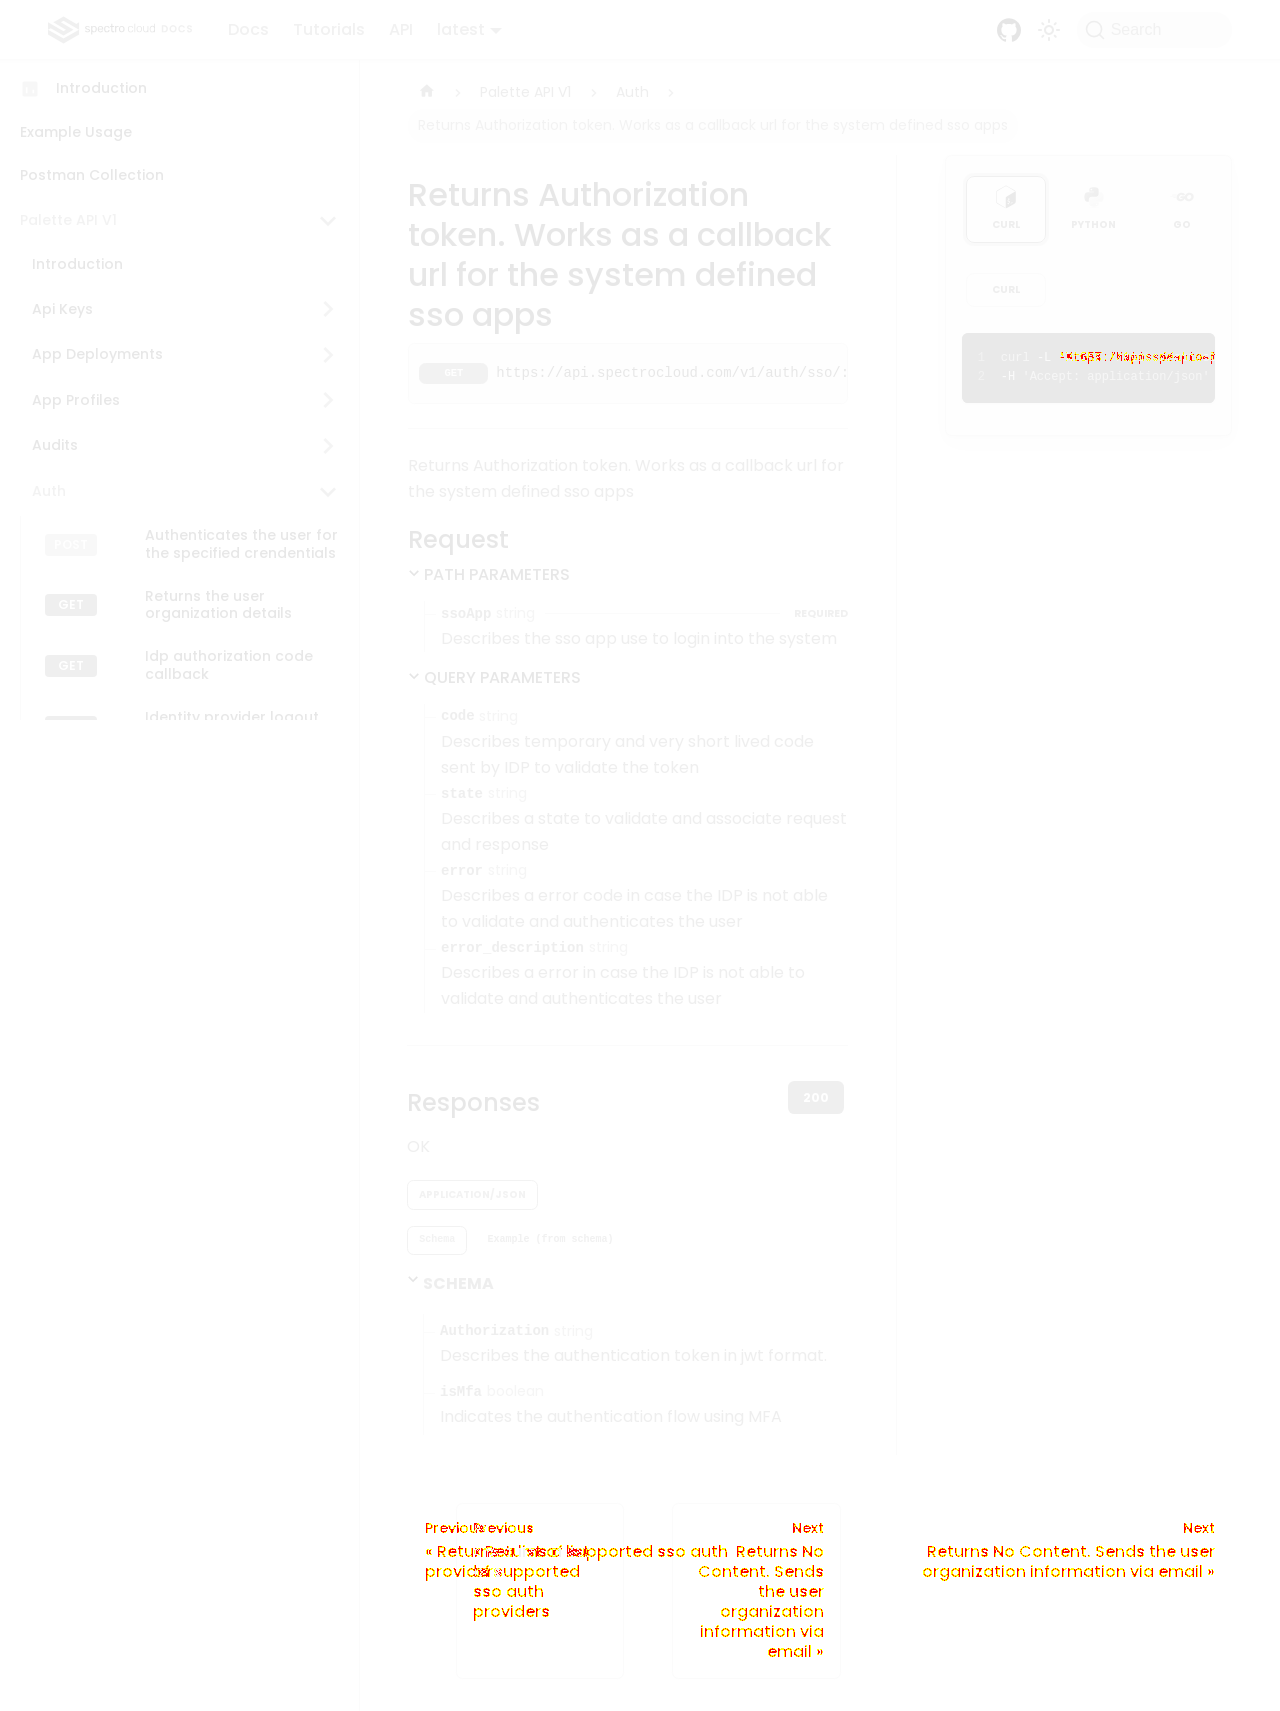 spectro cloud DOCS
Docs
Tutorials
API
latest
Search
Introduction
Example Usage
Postman Collection
Palette API V1
Introduction
Api Keys
App Deployments
App Profiles
Audits
Auth
POST Authenticates the user for
the specified crendentials
GET Returns the user
organization details
GET Idp authorization code
callback
Identity provider logout
Palette API V1
Auth
Returns Authorization token. Works as a callback url for the system defined sso apps
Returns Authorization
token. Works as a callback
url for the system defined
sso apps
GET https://api.spectrocloud.com/v1/auth/sso/:
Returns Authorization token. Works as a callback url for
the system defined sso apps
Request
PATH PARAMETERS
ssoApp string REQUIRED
Describes the sso app use to login into the system
QUERY PARAMETERS
code string
Describes temporary and very short lived code
sent by IDP to validate the token
state string
Describes a state to validate and associate request
and response
error string
Describes a error code in case the IDP is not able
to validate and authenticates the user
error_description string
Describes a error in case the IDP is not able to
validate and authenticates the user
Responses
200
OK
APPLICATION/JSON
Schema
Example (from schema)
SCHEMA
Authorization string
Describes the authentication token in jwt format.
isMfa boolean
Indicates the authentication flow using MFA
CURL
PYTHON
GO
CURL
1 curl -L
2 -H 'Accept: application/json'
Previous
Previous
supported
sso auth
providers
Next
Returns No
Content. Sends
the user
organization
information via
email »
Next
Returns No Content. Sends the user
organization information via email »